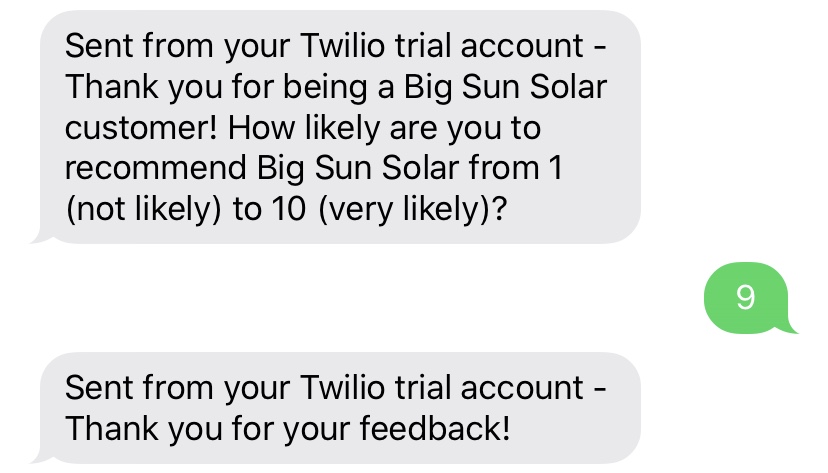 Sent from your Twilio trial account -
Thank you for being a Big Sun Solar
customer! How likely are you to
recommend Big Sun Solar from 1
(not likely) to 10 (very likely)?
9
Sent from your Twilio trial account -
Thank you for your feedback!